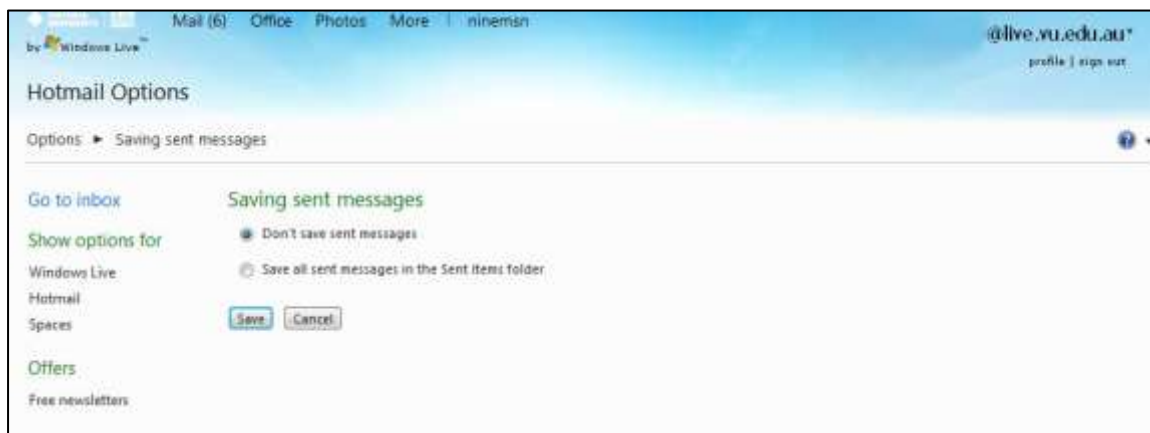 Mail (6) Office Photos More | ninemsn
by Windows Live™
@live.vu.edu.au
profile | sign out
Hotmail Options
Options ► Saving sent messages
Go to inbox
Saving sent messages
Don't save sent messages
Show options for
Save all sent messages in the Sent items folder
Windows Live
Hotmail
Spaces
Save Cancel
Offers
Free newsletters